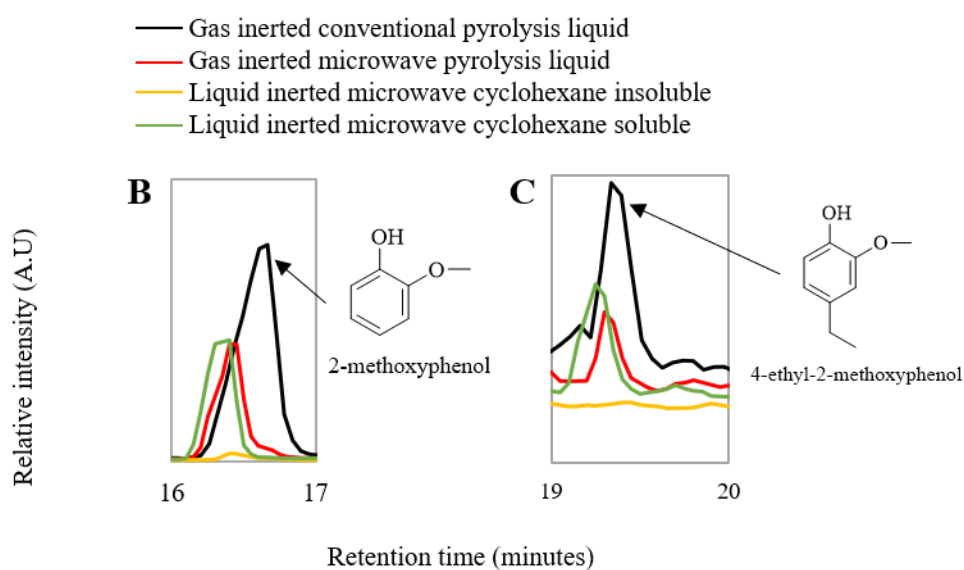 Gas inerted conventional pyrolysis liquid
Gas inerted microwave pyrolysis liquid
Liquid inerted microwave cyclohexane insoluble
Liquid inerted microwave cyclohexane soluble
Relative intensity (A.U)
B
OH
O
2-methoxyphenol
16
17
C
OH
O
4-ethyl-2-methoxyphenol
19
20
Retention time (minutes)